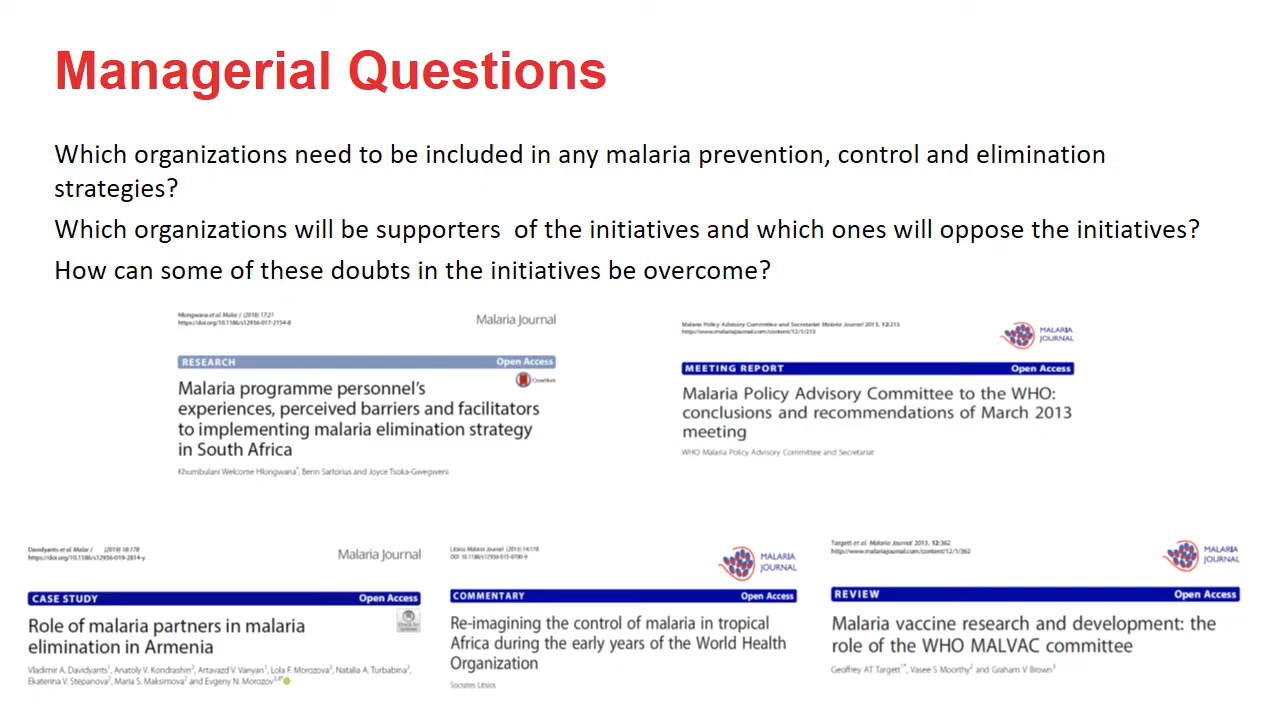 Managerial Questions
Which organizations need to be included in any malaria prevention, control and elimination
strategies?
Which organizations will be supporters  of the initiatives and which ones will oppose the initiatives?
How can some of these doubts in the initiatives be overcome?
Hlongwana et al. Malar J (2018) 17:21
https://doi.org/10.1186/s12936-017-2154-8
Malaria Journal
RESEARCH
Open Access
CrossMark
Malaria programme personnel's
experiences, perceived barriers and facilitators
to implementing malaria elimination strategy
in South Africa
Khumbulani Welcome Hlongwana*, Benn Sartorius and Joyce Tsoka-Gwegweni
Malaria Policy Advisory Committee and Secretariat Malaria Journal 2013, 12:213
http://www.malariajournal.com/content/12/1/213
MALARIA
JOURNAL
MEETING REPORT
Open Access
Malaria Policy Advisory Committee to the WHO:
conclusions and recommendations of March 2013
meeting
WHO Malaria Policy Advisory Committee and Secretariat
Davidyants et al. Malar J (2019) 18:178
https://doi.org/10.1186/s12936-019-2814-y
Malaria Journal
CASE STUDY
Open Access
Role of malaria partners in malaria
elimination in Armenia
Vladimir A. Davidyants1, Anatoly V. Kondrashin2, Artavazd V. Vanyan1, Lola F. Morozova3, Natalia A. Turbabina2,
Ekaterina V. Stepanova2, Maria S. Maksimova2 and Evgeny N. Morozov
Litsios Malaria Journal (2015) 14:178
DOI 10.1186/s12936-015-0700-9
MALARIA
JOURNAL
COMMENTARY
Open Access
Re-imagining the control of malaria in tropical
Africa during the early years of the World Health
Organization
Socrates Litsios
Targett et al. Malaria Journal 2013, 12:362
http://www.malariajournal.com/content/12/1/362
MALARIA
JOURNAL
REVIEW
Open Access
Malaria vaccine research and development: the
role of the WHO MALVAC committee
Geoffrey AT Targett1*, Vasee S Moorthy2 and Graham V Brown3